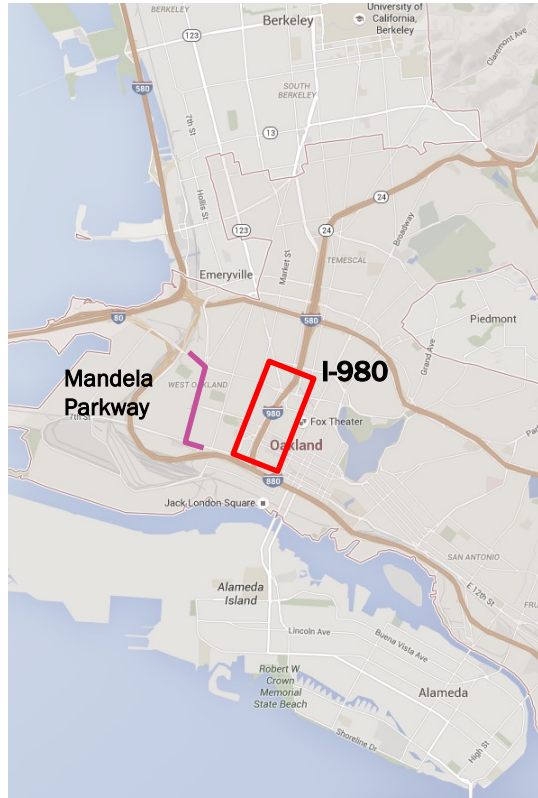 BERKELEY
Berkeley
University of
California,
Berkeley
Claremont Ave
123
580
SOUTH
BERKELEY
7th St
13
Hollis St
24
123
24
Market St
Broadway
TEMESCAL
Emeryville
80
580
Piedmont
Grand Ave
I-980
Mandela
Parkway
WEST OAKLAND
7th St
980
Fox Theater
Oakland
880
Jack London Square
SAN ANTONIO
E 12th St
FRU
Alameda
Island
Lincoln Ave
Buena Vista Ave
Robert W.
Crown
Memorial
State Beach
Alameda
Shoreline Dr
High St